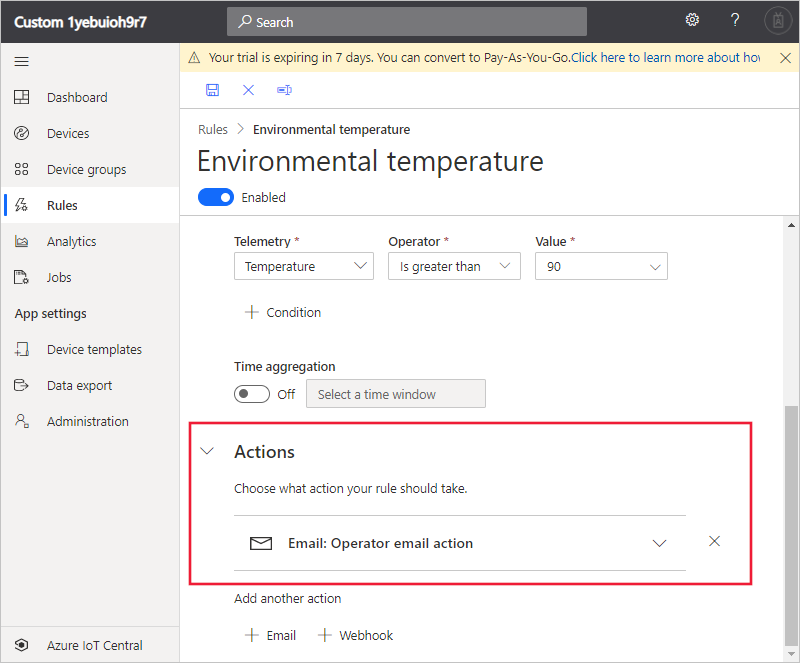 Custom 1yebuioh9r7
Search
?
Your trial is expiring in 7 days. You can convert to Pay-As-You-Go.Click here to learn more about how
Dashboard
Devices
Device groups
Rules
Analytics
Jobs
App settings
Device templates
Data export
Administration
Azure IoT Central
Rules > Environmental temperature
Environmental temperature
Enabled
Telemetry * Operator * Value *
Temperature Is greater than 90
+ Condition
Time aggregation
Off Select a time window
Actions
Choose what action your rule should take.
Email: Operator email action
Add another action
+ Email + Webhook